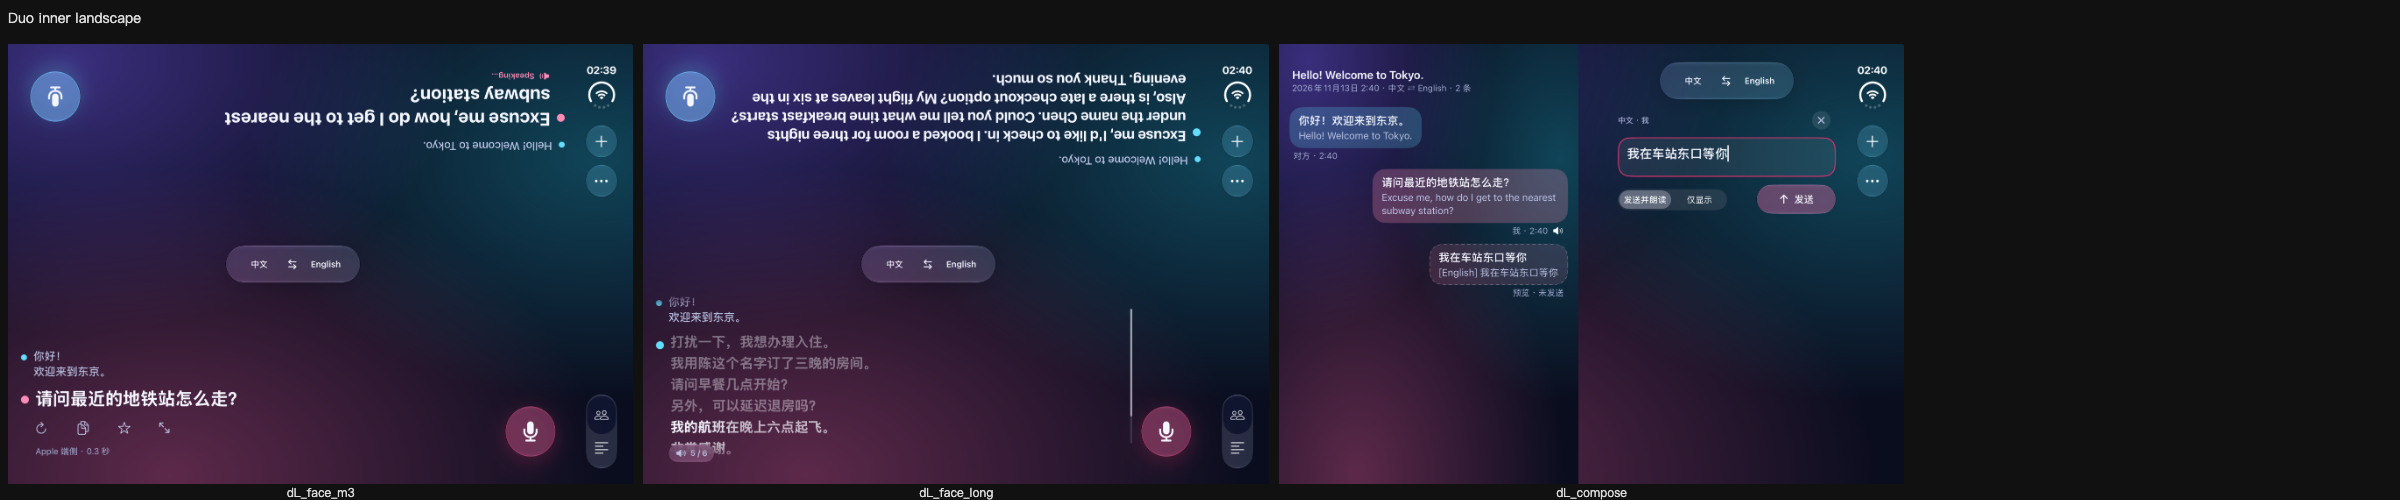 Duo inner landscape
Speaking...
Excuse me, how do I get to the nearest
subway station?
Hello! Welcome to Tokyo.
02:39
中文 ⇆ English
你好！
欢迎来到东京。
请问最近的地铁站怎么走?
Apple 端侧 · 0.3 秒
dL_face_m3
Hello! Welcome to Tokyo.
Excuse me, I'd like to check in. I booked a room for three nights
under the name Chen. Could you tell me what time breakfast starts?
Also, is there a late checkout option? My flight leaves at six in the
evening. Thank you so much.
02:40
中文 ⇆ English
你好！
欢迎来到东京。
打扰一下，我想办理入住。
我用陈这个名字订了三晚的房间。
请问早餐几点开始?
另外，可以延迟退房吗?
我的航班在晚上六点起飞。
非常感谢。
5 / 6
dL_face_long
Hello! Welcome to Tokyo.
2026年11月13日 2:40 · 中文 ⇌ English · 2 条
你好！欢迎来到东京。
Hello! Welcome to Tokyo.
对方 · 2:40
请问最近的地铁站怎么走?
Excuse me, how do I get to the nearest
subway station?
我 · 2:40
我在车站东口等你
[English] 我在车站东口等你
预览 · 未发送
中文 ⇆ English
02:40
中文 · 我
我在车站东口等你
发送并朗读
仅显示
发送
dL_compose